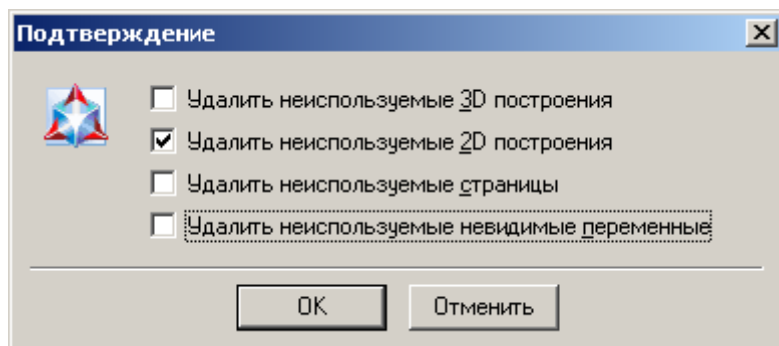 Подтверждение
Удалить неиспользуемые 3D построения
Удалить неиспользуемые 2D построения
Удалить неиспользуемые страницы
Удалить неиспользуемые невидимые переменные
OK Отменить